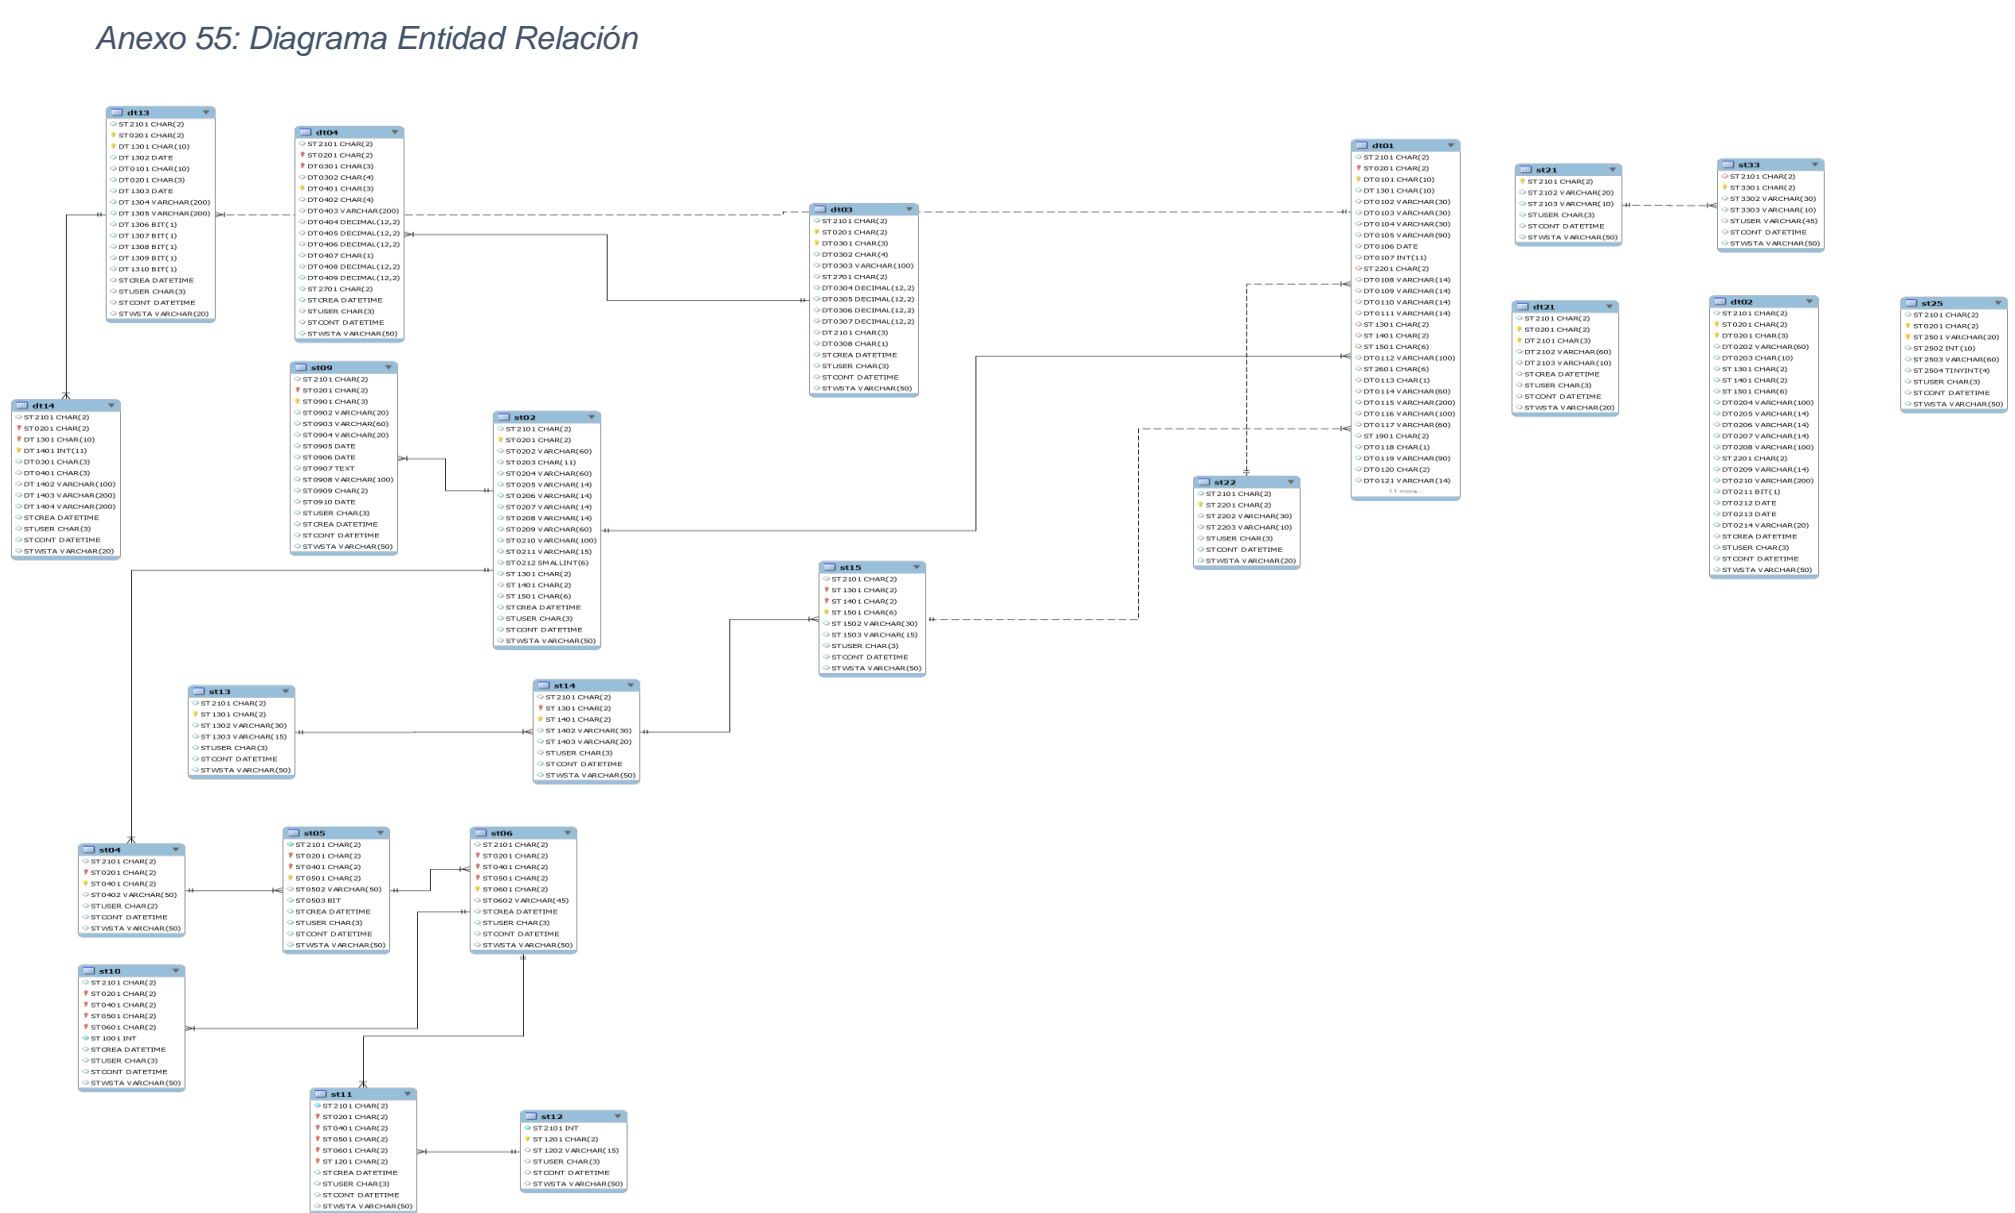 Anexo 55: Diagrama Entidad Relación
dt13
ST2101 CHAR(2)
ST0201 CHAR(2)
DT1301 CHAR(10)
DT1302 DATE
DT0101 CHAR(10)
DT0201 CHAR(3)
DT1303 DATE
DT1304 VARCHAR(200)
DT1305 VARCHAR(200)
DT1306 BIT(1)
DT1307 BIT(1)
DT1308 BIT(1)
DT1309 BIT(1)
DT1310 BIT(1)
STCREA DATETIME
STUSER CHAR(3)
STCONT DATETIME
STWSTA VARCHAR(20)
dt04
ST2101 CHAR(2)
ST0201 CHAR(2)
DT0301 CHAR(3)
DT0302 CHAR(4)
DT0401 CHAR(3)
DT0402 CHAR(4)
DT0403 VARCHAR(200)
DT0404 DECIMAL(12,2)
DT0405 DECIMAL(12,2)
DT0406 DECIMAL(12,2)
DT0407 CHAR(1)
DT0408 DECIMAL(12,2)
DT0409 DECIMAL(12,2)
ST2701 CHAR(2)
STCREA DATETIME
STUSER CHAR(3)
STCONT DATETIME
STWSTA VARCHAR(50)
dt03
ST2101 CHAR(2)
ST0201 CHAR(2)
DT0301 CHAR(3)
DT0302 CHAR(4)
DT0303 VARCHAR(100)
ST2701 CHAR(2)
DT0304 DECIMAL(12,2)
DT0305 DECIMAL(12,2)
DT0306 DECIMAL(12,2)
DT0307 DECIMAL(12,2)
DT2101 CHAR(3)
DT0308 CHAR(1)
STCREA DATETIME
STUSER CHAR(3)
STCONT DATETIME
STWSTA VARCHAR(50)
dt01
ST2101 CHAR(2)
ST0201 CHAR(2)
DT0101 CHAR(10)
DT1301 CHAR(10)
DT0102 VARCHAR(30)
DT0103 VARCHAR(30)
DT0104 VARCHAR(30)
DT0105 VARCHAR(90)
DT0106 DATE
DT0107 INT(11)
ST2201 CHAR(2)
DT0108 VARCHAR(14)
DT0109 VARCHAR(14)
DT0110 VARCHAR(14)
DT0111 VARCHAR(14)
ST1301 CHAR(2)
ST1401 CHAR(2)
ST1501 CHAR(6)
DT0112 VARCHAR(100)
ST2601 CHAR(6)
DT0113 CHAR(1)
DT0114 VARCHAR(60)
DT0115 VARCHAR(200)
DT0116 VARCHAR(100)
DT0117 VARCHAR(60)
ST1901 CHAR(2)
DT0118 CHAR(1)
DT0119 VARCHAR(90)
DT0120 CHAR(2)
DT0121 VARCHAR(14)
11 more...
st21
ST2101 CHAR(2)
ST2102 VARCHAR(20)
ST2103 VARCHAR(10)
STUSER CHAR(3)
STCONT DATETIME
STWSTA VARCHAR(50)
st33
ST2101 CHAR(2)
ST3301 CHAR(2)
ST3302 VARCHAR(30)
ST3303 VARCHAR(10)
STUSER VARCHAR(45)
STCONT DATETIME
STWSTA VARCHAR(50)
dt21
ST2101 CHAR(2)
ST0201 CHAR(2)
DT2101 CHAR(3)
DT2102 VARCHAR(60)
DT2103 VARCHAR(10)
STCREA DATETIME
STUSER CHAR(3)
STCONT DATETIME
STWSTA VARCHAR(20)
dt02
ST2101 CHAR(2)
ST0201 CHAR(2)
DT0201 CHAR(3)
DT0202 VARCHAR(60)
DT0203 CHAR(10)
ST1301 CHAR(2)
ST1401 CHAR(2)
ST1501 CHAR(6)
DT0204 VARCHAR(100)
DT0205 VARCHAR(14)
DT0206 VARCHAR(14)
DT0207 VARCHAR(14)
DT0208 VARCHAR(100)
ST2201 CHAR(2)
DT0209 VARCHAR(14)
DT0210 VARCHAR(200)
DT0211 BIT(1)
DT0212 DATE
DT0213 DATE
DT0214 VARCHAR(20)
STCREA DATETIME
STUSER CHAR(3)
STCONT DATETIME
STWSTA VARCHAR(50)
st25
ST2101 CHAR(2)
ST0201 CHAR(2)
ST2501 VARCHAR(20)
ST2502 INT(10)
ST2503 VARCHAR(60)
ST2504 TINYINT(4)
STUSER CHAR(3)
STCONT DATETIME
STWSTA VARCHAR(50)
dt14
ST2101 CHAR(2)
ST0201 CHAR(2)
DT1301 CHAR(10)
DT1401 INT(11)
DT0301 CHAR(3)
DT0401 CHAR(3)
DT1402 VARCHAR(100)
DT1403 VARCHAR(200)
DT1404 VARCHAR(200)
STCREA DATETIME
STUSER CHAR(3)
STCONT DATETIME
STWSTA VARCHAR(20)
st09
ST2101 CHAR(2)
ST0201 CHAR(2)
ST0901 CHAR(3)
ST0902 VARCHAR(20)
ST0903 VARCHAR(60)
ST0904 VARCHAR(20)
ST0905 DATE
ST0906 DATE
ST0907 TEXT
ST0908 VARCHAR(100)
ST0909 CHAR(2)
ST0910 DATE
STUSER CHAR(3)
STCREA DATETIME
STCONT DATETIME
STWSTA VARCHAR(50)
st02
ST2101 CHAR(2)
ST0201 CHAR(2)
ST0202 VARCHAR(60)
ST0203 CHAR(11)
ST0204 VARCHAR(60)
ST0205 VARCHAR(14)
ST0206 VARCHAR(14)
ST0207 VARCHAR(14)
ST0208 VARCHAR(14)
ST0209 VARCHAR(60)
ST0210 VARCHAR(100)
ST0211 VARCHAR(15)
ST0212 SMALLINT(6)
ST1301 CHAR(2)
ST1401 CHAR(2)
ST1501 CHAR(6)
STCREA DATETIME
STUSER CHAR(3)
STCONT DATETIME
STWSTA VARCHAR(50)
st22
ST2101 CHAR(2)
ST2201 CHAR(2)
ST2202 VARCHAR(30)
ST2203 VARCHAR(10)
STUSER CHAR(3)
STCONT DATETIME
STWSTA VARCHAR(20)
st15
ST2101 CHAR(2)
ST1301 CHAR(2)
ST1401 CHAR(2)
ST1501 CHAR(6)
ST1502 VARCHAR(30)
ST1503 VARCHAR(15)
STUSER CHAR(3)
STCONT DATETIME
STWSTA VARCHAR(50)
st13
ST2101 CHAR(2)
ST1301 CHAR(2)
ST1302 VARCHAR(30)
ST1303 VARCHAR(15)
STUSER CHAR(3)
STCONT DATETIME
STWSTA VARCHAR(50)
st14
ST2101 CHAR(2)
ST1301 CHAR(2)
ST1401 CHAR(2)
ST1402 VARCHAR(30)
ST1403 VARCHAR(20)
STUSER CHAR(3)
STCONT DATETIME
STWSTA VARCHAR(50)
st04
ST2101 CHAR(2)
ST0201 CHAR(2)
ST0401 CHAR(2)
ST0402 VARCHAR(50)
STUSER CHAR(2)
STCONT DATETIME
STWSTA VARCHAR(50)
st05
ST2101 CHAR(2)
ST0201 CHAR(2)
ST0401 CHAR(2)
ST0501 CHAR(2)
ST0502 VARCHAR(50)
ST0503 BIT
STCREA DATETIME
STUSER CHAR(3)
STCONT DATETIME
STWSTA VARCHAR(50)
st06
ST2101 CHAR(2)
ST0201 CHAR(2)
ST0401 CHAR(2)
ST0501 CHAR(2)
ST0601 CHAR(2)
ST0602 VARCHAR(45)
STCREA DATETIME
STUSER CHAR(3)
STCONT DATETIME
STWSTA VARCHAR(50)
st10
ST2101 CHAR(2)
ST0201 CHAR(2)
ST0401 CHAR(2)
ST0501 CHAR(2)
ST0601 CHAR(2)
ST1001 INT
STCREA DATETIME
STUSER CHAR(3)
STCONT DATETIME
STWSTA VARCHAR(50)
st11
ST2101 CHAR(2)
ST0201 CHAR(2)
ST0401 CHAR(2)
ST0501 CHAR(2)
ST0601 CHAR(2)
ST1201 CHAR(2)
STCREA DATETIME
STUSER CHAR(3)
STCONT DATETIME
STWSTA VARCHAR(50)
st12
ST2101 INT
ST1201 CHAR(2)
ST1202 VARCHAR(15)
STUSER CHAR(3)
STCONT DATETIME
STWSTA VARCHAR(50)